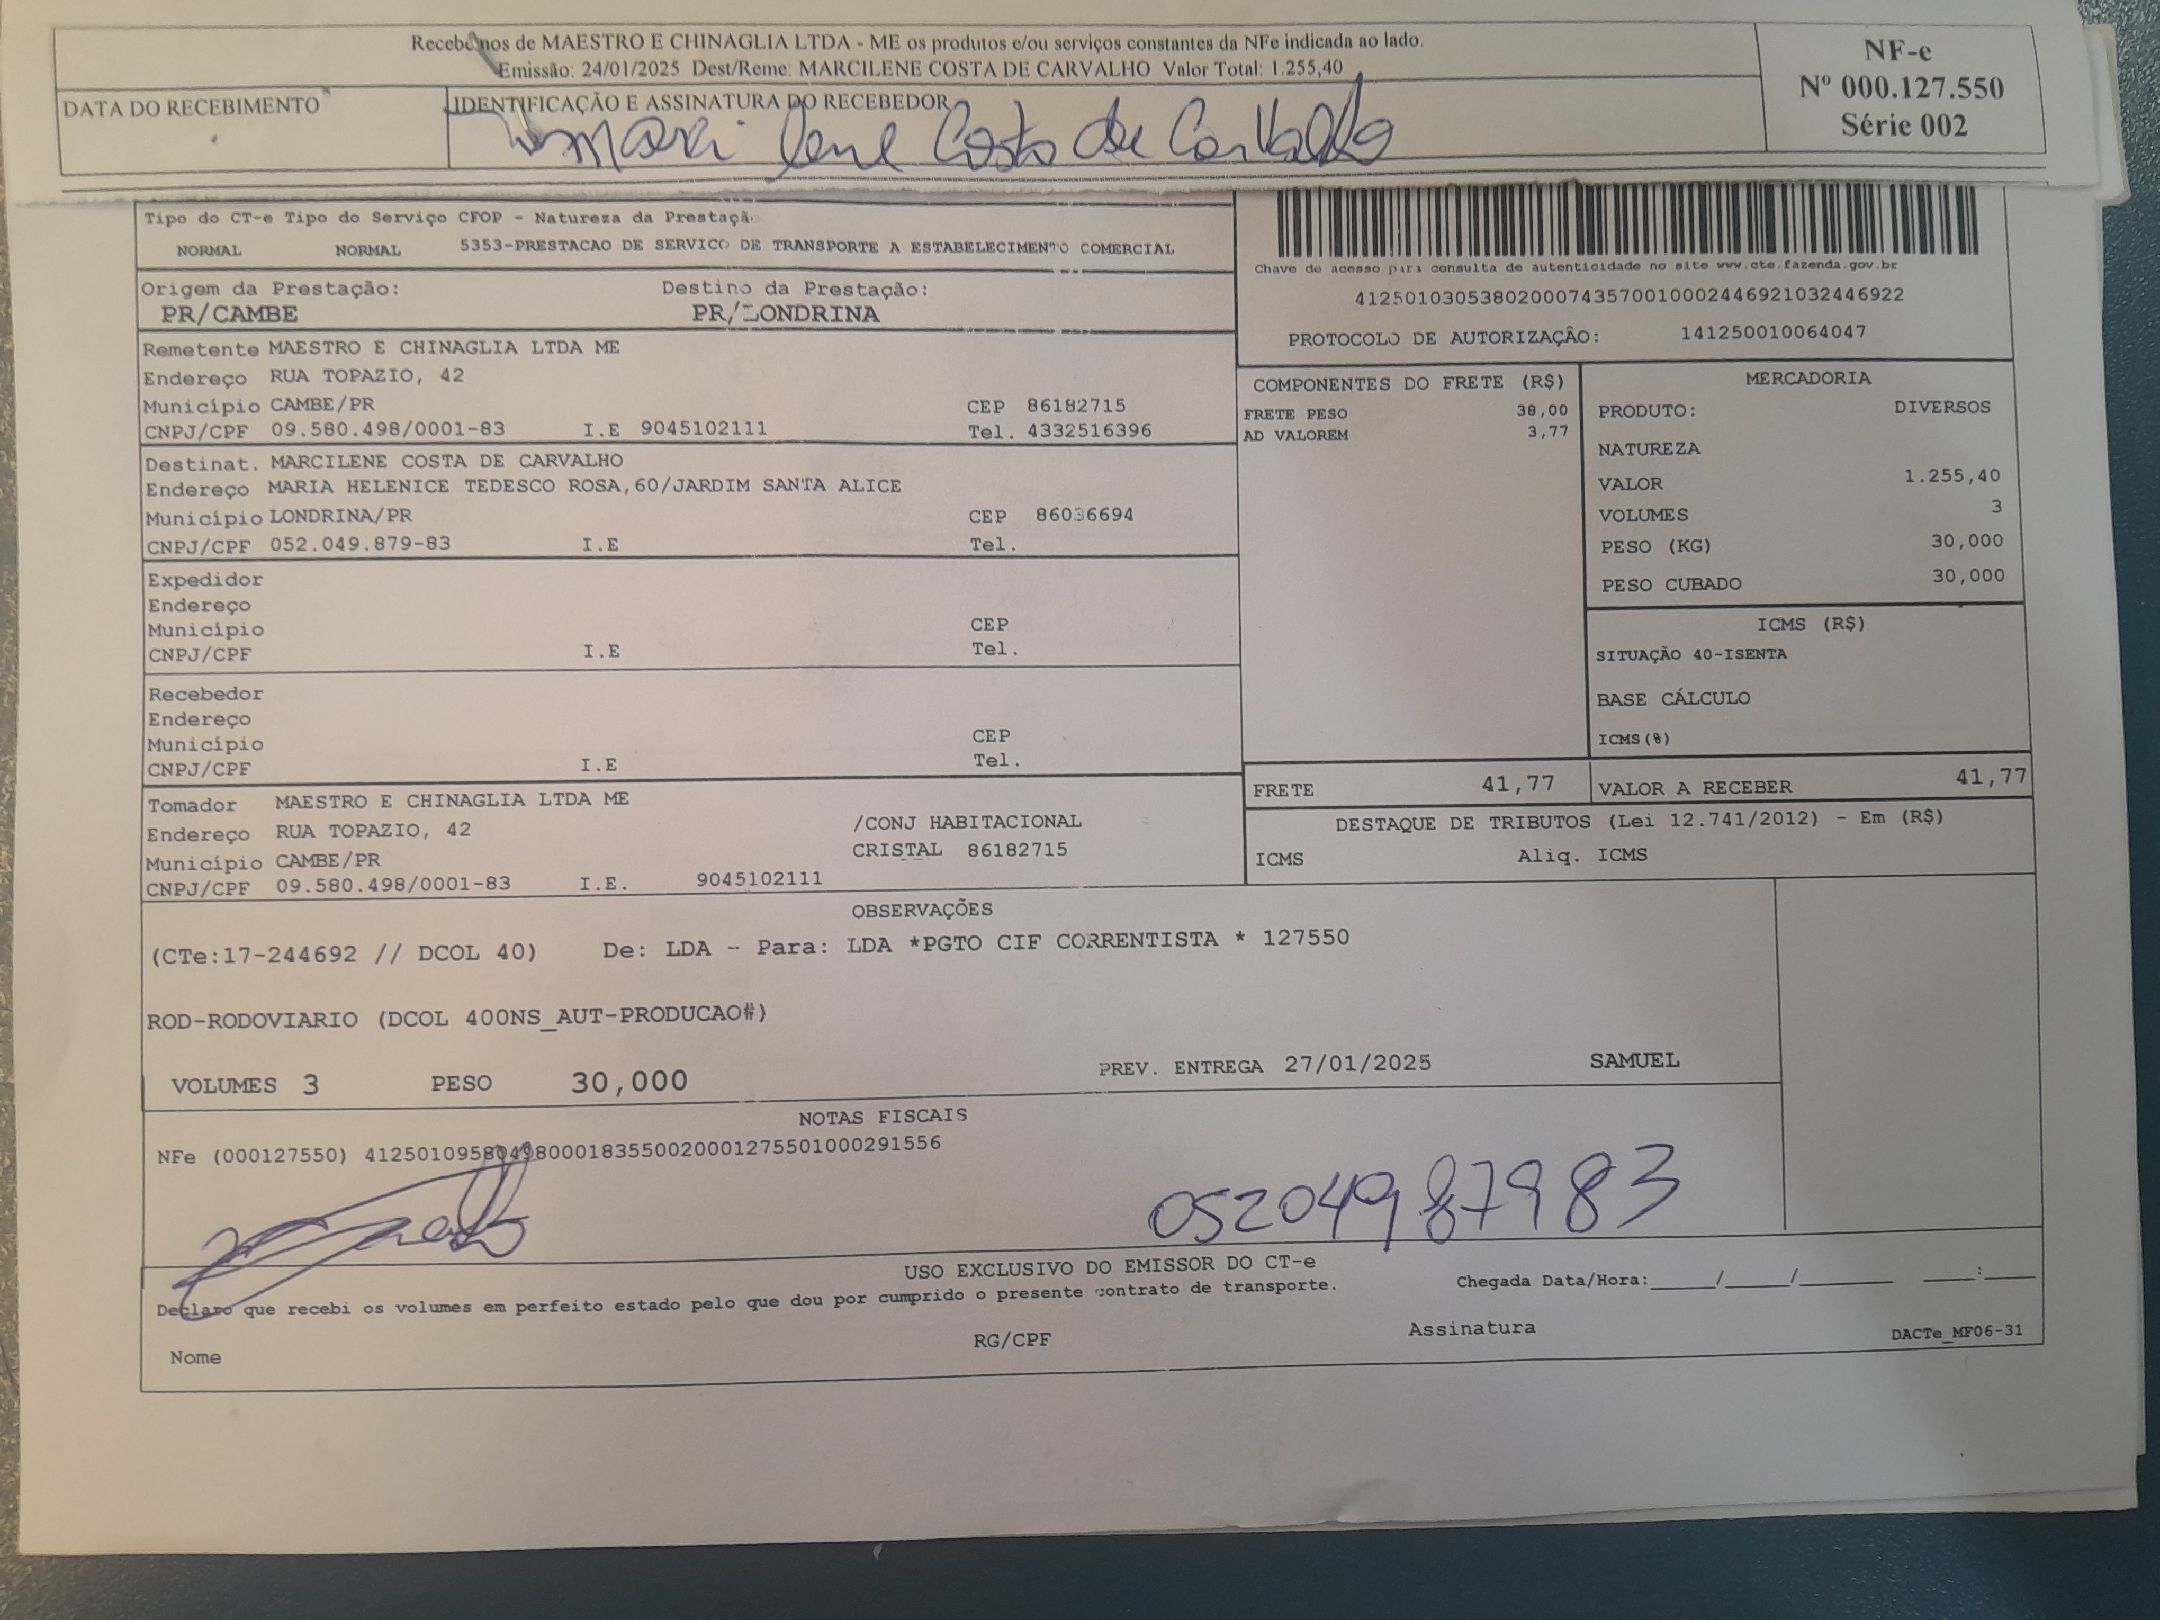 Recebemos de MAESTRO E CHINAGLIA LTDA - ME os produtos e/ou serviços constantes da NFe indicada ao lado.
Emissão: 24/01/2025 Dest/Reme: MARCILENE COSTA DE CARVALHO Valor Total: 1.255,40
DATA DO RECEBIMENTO
IDENTIFICAÇÃO E ASSINATURA DO RECEBEDOR
Marcilene Costa de Carvalho
NF-e
Nº 000.127.550
Série 002
Tipo do CT-e Tipo do Serviço CFOP - Natureza da Prestaçã
NORMAL NORMAL 5353-PRESTACAO DE SERVICO DE TRANSPORTE A ESTABELECIMENTO COMERCIAL
Origem da Prestação: Destino da Prestação:
PR/CAMBE PR/LONDRINA
Chave de acesso para consulta de autenticidade no site www.cte.fazenda.gov.br
41250103053802000743570010002446921032446922
PROTOCOLO DE AUTORIZAÇÃO: 141250010064047
Remetente MAESTRO E CHINAGLIA LTDA ME
Endereço RUA TOPAZIO, 42
Município CAMBE/PR CEP 86182715
CNPJ/CPF 09.580.498/0001-83 I.E 9045102111 Tel. 4332516396
Destinat. MARCILENE COSTA DE CARVALHO
Endereço MARIA HELENICE TEDESCO ROSA,60/JARDIM SANTA ALICE
Município LONDRINA/PR CEP 86036694
CNPJ/CPF 052.049.879-83 I.E Tel.
Expedidor
Endereço
Município CEP
CNPJ/CPF I.E Tel.
Recebedor
Endereço
Município CEP
CNPJ/CPF I.E Tel.
Tomador MAESTRO E CHINAGLIA LTDA ME
Endereço RUA TOPAZIO, 42 /CONJ HABITACIONAL
Município CAMBE/PR CRISTAL 86182715
CNPJ/CPF 09.580.498/0001-83 I.E. 9045102111
COMPONENTES DO FRETE (R$)
FRETE PESO 38,00
AD VALOREM 3,77
MERCADORIA
PRODUTO: DIVERSOS
NATUREZA
VALOR 1.255,40
VOLUMES 3
PESO (KG) 30,000
PESO CUBADO 30,000
ICMS (R$)
SITUAÇÃO 40-ISENTA
BASE CÁLCULO
ICMS(%)
FRETE 41,77 VALOR A RECEBER 41,77
DESTAQUE DE TRIBUTOS (Lei 12.741/2012) - Em (R$)
ICMS Aliq. ICMS
OBSERVAÇÕES
(CTe:17-244692 // DCOL 40) De: LDA - Para: LDA *PGTO CIF CORRENTISTA * 127550
ROD-RODOVIARIO (DCOL 400NS_AUT-PRODUCAO#)
VOLUMES 3 PESO 30,000 PREV. ENTREGA 27/01/2025 SAMUEL
NOTAS FISCAIS
NFe (000127550) 41250109580498000183550020001275501000291556
05204987983
USO EXCLUSIVO DO EMISSOR DO CT-e
Declaro que recebi os volumes em perfeito estado pelo que dou por cumprido o presente contrato de transporte. Chegada Data/Hora:_____/_____/_______ ____:____
Nome RG/CPF Assinatura DACTe_MF06-31